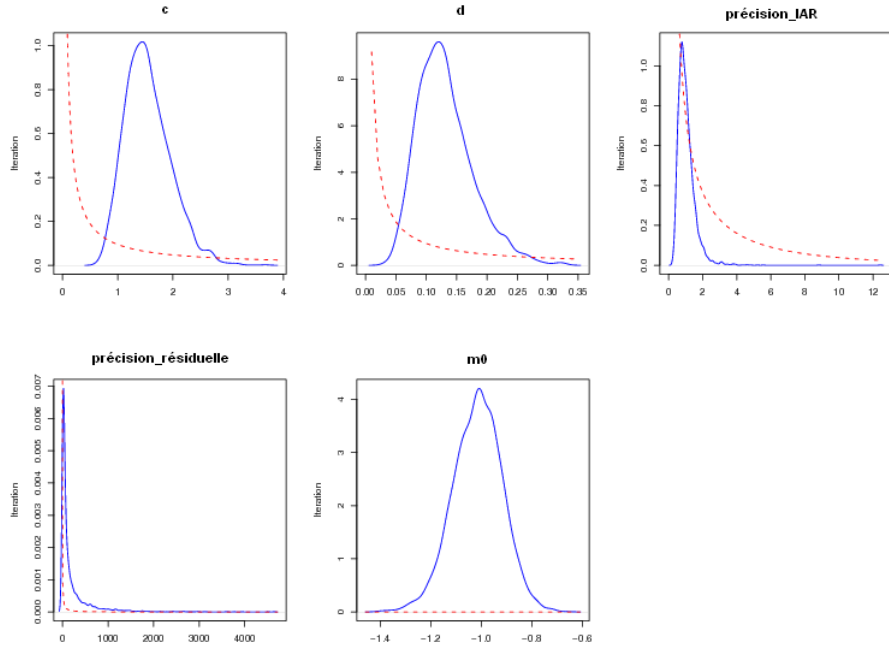 c
d
précision_IAR
Iteration
0.0 0.2 0.4 0.6 0.8 1.0
0 1 2 3 4
Iteration
0 2 4 6 8
0.00 0.05 0.10 0.15 0.20 0.25 0.30 0.35
Iteration
0.0 0.2 0.4 0.6 0.8 1.0
0 2 4 6 8 10 12
précision_résiduelle
mθ
Iteration
0.000 0.001 0.002 0.003 0.004 0.005 0.006 0.007
0 1000 2000 3000 4000
Iteration
0 1 2 3 4
−1.4 −1.2 −1.0 −0.8 −0.6